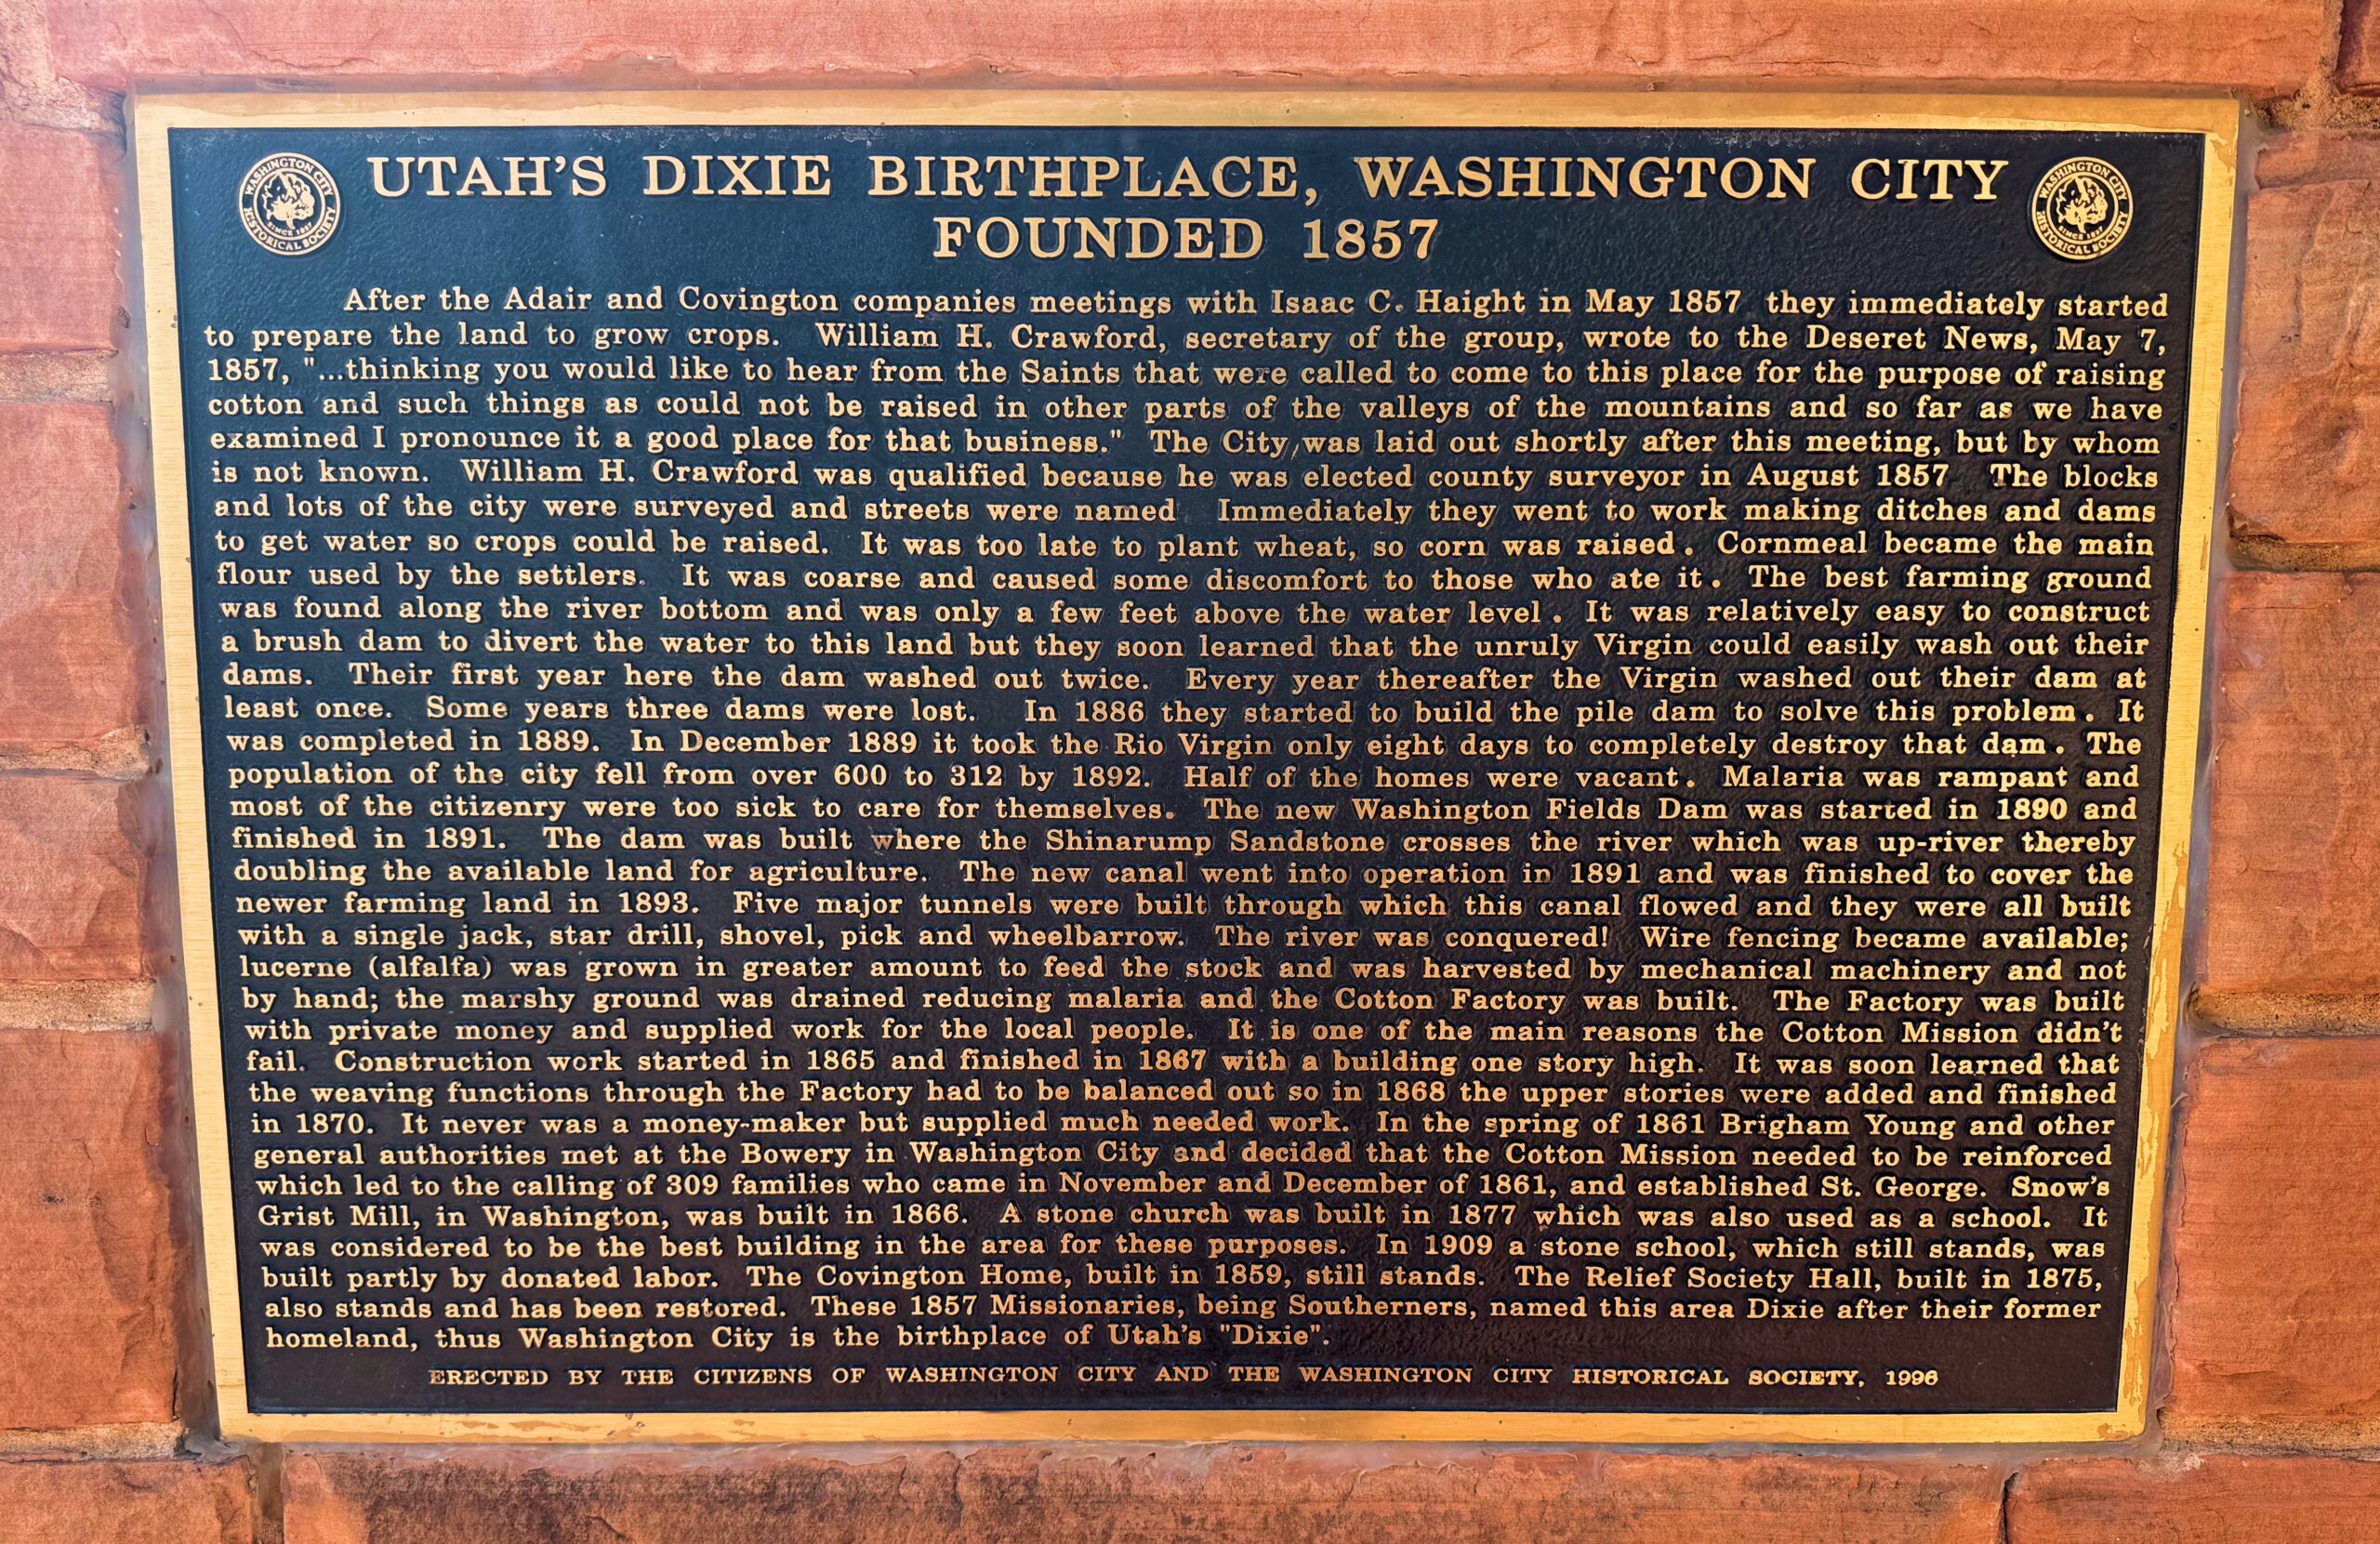 UTAH'S DIXIE BIRTHPLACE, WASHINGTON CITY
FOUNDED 1857
WASHINGTON CITY
HISTORICAL SOCIETY
SINCE 1857
WASHINGTON CITY
HISTORICAL SOCIETY
SINCE 1857
After the Adair and Covington companies meetings with Isaac C. Haight in May 1857 they immediately started
to prepare the land to grow crops. William H. Crawford, secretary of the group, wrote to the Deseret News, May 7,
1857, "...thinking you would like to hear from the Saints that were called to come to this place for the purpose of raising
cotton and such things as could not be raised in other parts of the valleys of the mountains and so far as we have
examined I pronounce it a good place for that business." The City was laid out shortly after this meeting, but by whom
is not known. William H. Crawford was qualified because he was elected county surveyor in August 1857 The blocks
and lots of the city were surveyed and streets were named Immediately they went to work making ditches and dams
to get water so crops could be raised. It was too late to plant wheat, so corn was raised. Cornmeal became the main
flour used by the settlers. It was coarse and caused some discomfort to those who ate it. The best farming ground
was found along the river bottom and was only a few feet above the water level. It was relatively easy to construct
a brush dam to divert the water to this land but they soon learned that the unruly Virgin could easily wash out their
dams. Their first year here the dam washed out twice. Every year thereafter the Virgin washed out their dam at
least once. Some years three dams were lost. In 1886 they started to build the pile dam to solve this problem. It
was completed in 1889. In December 1889 it took the Rio Virgin only eight days to completely destroy that dam. The
population of the city fell from over 600 to 312 by 1892. Half of the homes were vacant. Malaria was rampant and
most of the citizenry were too sick to care for themselves. The new Washington Fields Dam was started in 1890 and
finished in 1891. The dam was built where the Shinarump Sandstone crosses the river which was up-river thereby
doubling the available land for agriculture. The new canal went into operation in 1891 and was finished to cover the
newer farming land in 1893. Five major tunnels were built through which this canal flowed and they were all built
with a single jack, star drill, shovel, pick and wheelbarrow. The river was conquered! Wire fencing became available;
lucerne (alfalfa) was grown in greater amount to feed the stock and was harvested by mechanical machinery and not
by hand; the marshy ground was drained reducing malaria and the Cotton Factory was built. The Factory was built
with private money and supplied work for the local people. It is one of the main reasons the Cotton Mission didn't
fail. Construction work started in 1865 and finished in 1867 with a building one story high. It was soon learned that
the weaving functions through the Factory had to be balanced out so in 1868 the upper stories were added and finished
in 1870. It never was a money-maker but supplied much needed work. In the spring of 1861 Brigham Young and other
general authorities met at the Bowery in Washington City and decided that the Cotton Mission needed to be reinforced
which led to the calling of 309 families who came in November and December of 1861, and established St. George. Snow's
Grist Mill, in Washington, was built in 1866. A stone church was built in 1877 which was also used as a school. It
was considered to be the best building in the area for these purposes. In 1909 a stone school, which still stands, was
built partly by donated labor. The Covington Home, built in 1859, still stands. The Relief Society Hall, built in 1875,
also stands and has been restored. These 1857 Missionaries, being Southerners, named this area Dixie after their former
homeland, thus Washington City is the birthplace of Utah's "Dixie".
ERECTED BY THE CITIZENS OF WASHINGTON CITY AND THE WASHINGTON CITY HISTORICAL SOCIETY, 1996